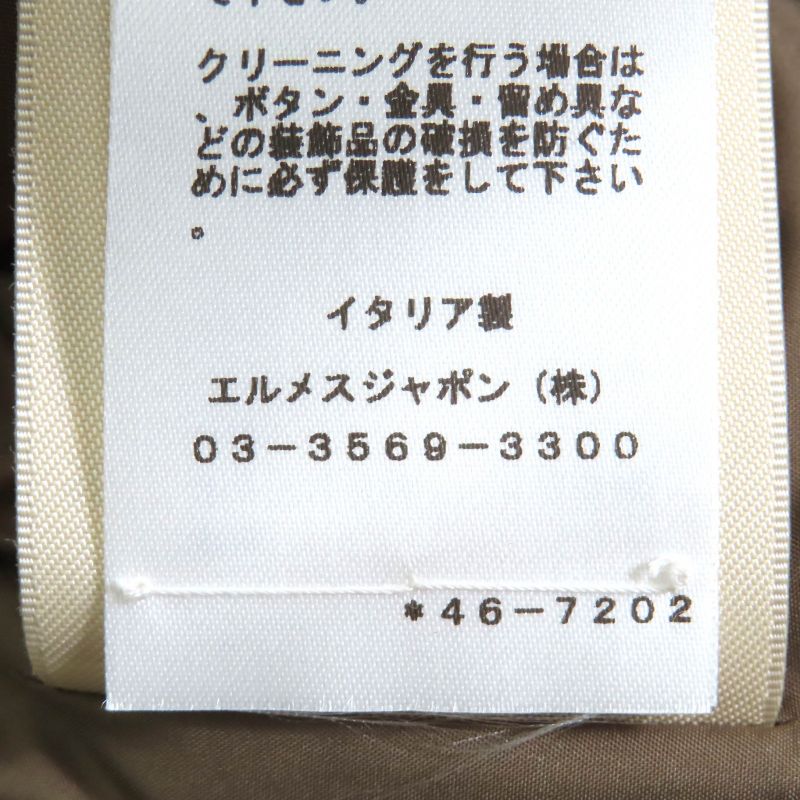 クリーニングを行う場合は
、ボタン・金具・留め具な
どの装飾品の破損を防ぐた
めに必ず保護をして下さい
。
イタリア製
エルメスジャポン（株）
03-3569-3300
*46-7202